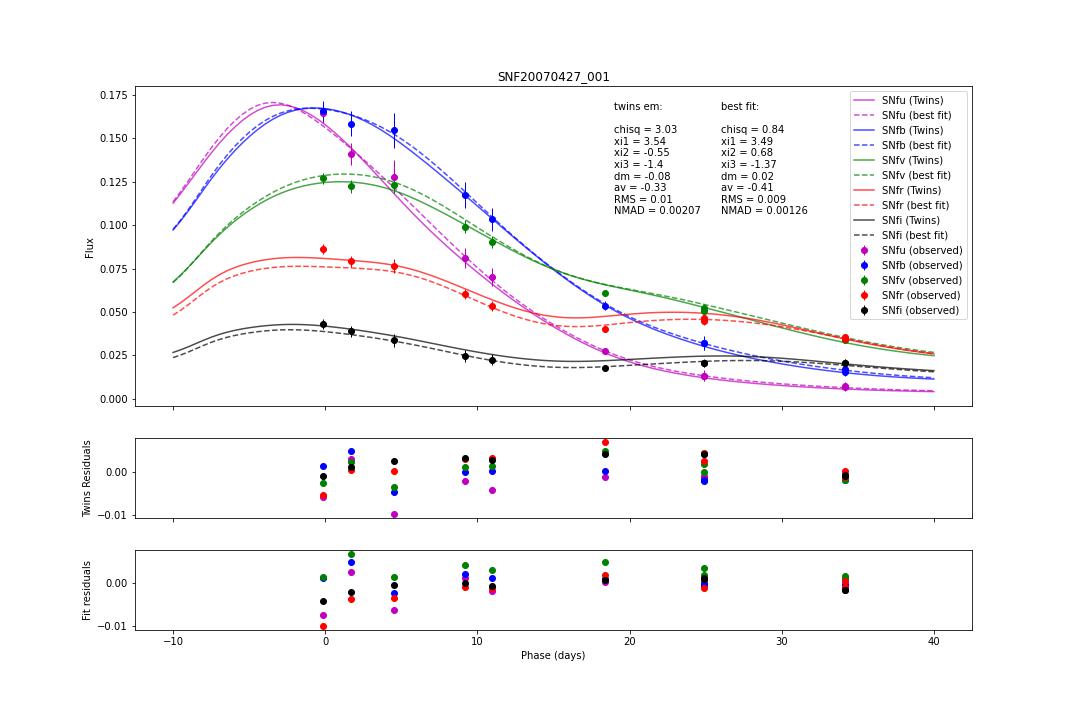 SNF20070427_001
Flux
0.175
0.150
0.125
0.100
0.075
0.050
0.025
0.000
twins em:
chisq = 3.03
xi1 = 3.54
xi2 = -0.55
xi3 = -1.4
dm = -0.08
av = -0.33
RMS = 0.01
NMAD = 0.00207
best fit:
chisq = 0.84
xi1 = 3.49
xi2 = 0.68
xi3 = -1.37
dm = 0.02
av = -0.41
RMS = 0.009
NMAD = 0.00126
SNfu (Twins)
SNfu (best fit)
SNfb (Twins)
SNfb (best fit)
SNfv (Twins)
SNfv (best fit)
SNfr (Twins)
SNfr (best fit)
SNfi (Twins)
SNfi (best fit)
SNfu (observed)
SNfb (observed)
SNfv (observed)
SNfr (observed)
SNfi (observed)
Twins Residuals
0.00
−0.01
Fit residuals
0.00
−0.01
−10 0 10 20 30 40
Phase (days)